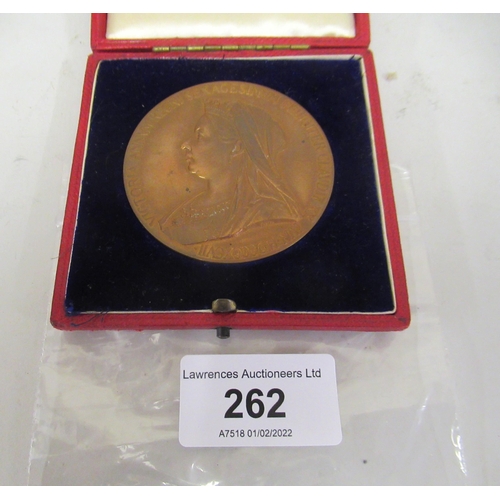 Lawrences Auctioneers Ltd
262
A7518 01/02/2022